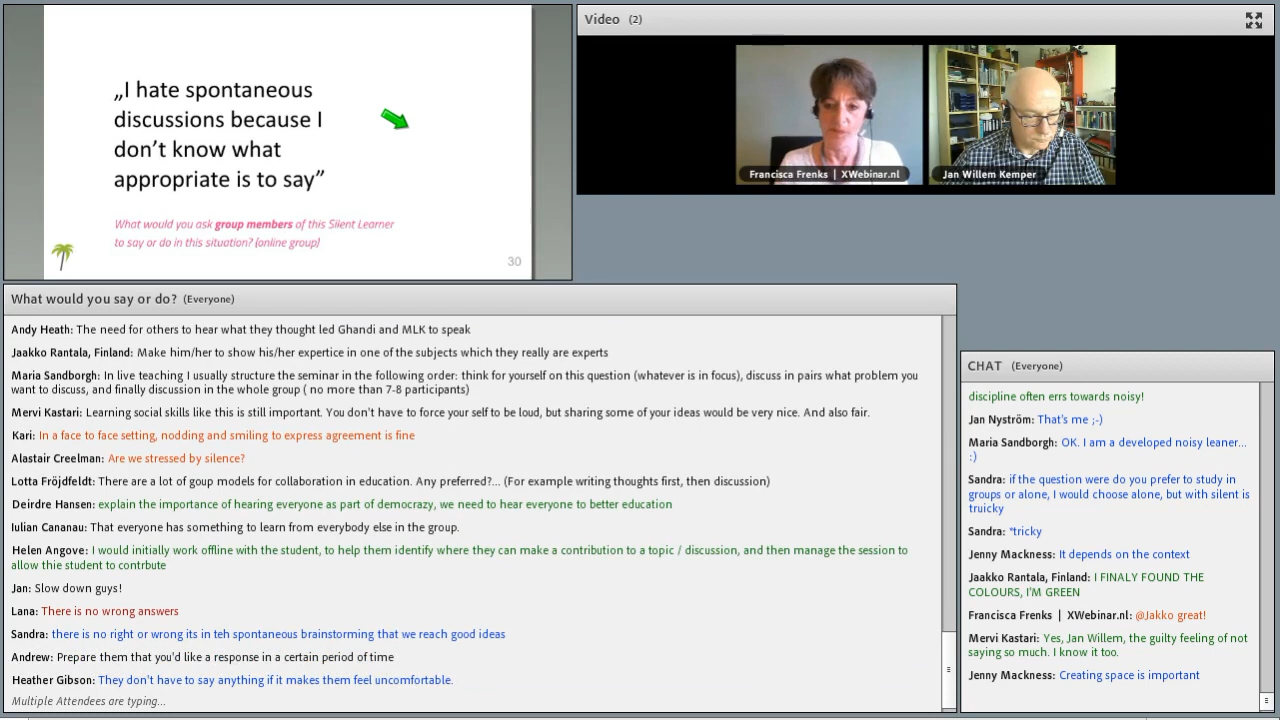 „I hate spontaneous
discussions because I
don't know what
appropriate is to say”
What would you ask group members of this Silent Learner
to say or do in this situation? (online group)
30
Video (2)
Francisca Frenks | XWebinar.nl
Jan Willem Kemper
What would you say or do? (Everyone)
Andy Heath: The need for others to hear what they thought led Ghandi and MLK to speak
Jaakko Rantala, Finland: Make him/her to show his/her expertice in one of the subjects which they really are experts
Maria Sandborgh: In live teaching I usually structure the seminar in the following order: think for yourself on this question (whatever is in focus), discuss in pairs what problem you
want to discuss, and finally discussion in the whole group ( no more than 7-8 participants)
Mervi Kastari: Learning social skills like this is still important. You don't have to force your self to be loud, but sharing some of your ideas would be very nice. And also fair.
Kari: In a face to face setting, nodding and smiling to express agreement is fine
Alastair Creelman: Are we stressed by silence?
Lotta Fröjdfeldt: There are a lot of goup models for collaboration in education. Any preferred?... (For example writing thoughts first, then discussion)
Deirdre Hansen: explain the importance of hearing everyone as part of democracy, we need to hear everyone to better education
Iulian Cananau: That everyone has something to learn from everybody else in the group.
Helen Angove: I would initially work offline with the student, to help them identify where they can make a contribution to a topic / discussion, and then manage the session to
allow thie student to contrbute
Jan: Slow down guys!
Lana: There is no wrong answers
Sandra: there is no right or wrong its in teh spontaneous brainstorming that we reach good ideas
Andrew: Prepare them that you'd like a response in a certain period of time
Heather Gibson: They don't have to say anything if it makes them feel uncomfortable.
Multiple Attendees are typing...
CHAT (Everyone)
discipline often errs towards noisy!
Jan Nyström: That's me ;-)
Maria Sandborgh: OK. I am a developed noisy leaner...
:)
Sandra: if the question were do you prefer to study in
groups or alone, I would choose alone, but with silent is
truicky
Sandra: *tricky
Jenny Mackness: It depends on the context
Jaakko Rantala, Finland: I FINALY FOUND THE
COLOURS, I'M GREEN
Francisca Frenks | XWebinar.nl: @Jakko great!
Mervi Kastari: Yes, Jan Willem, the guilty feeling of not
saying so much. I know it too.
Jenny Mackness: Creating space is important